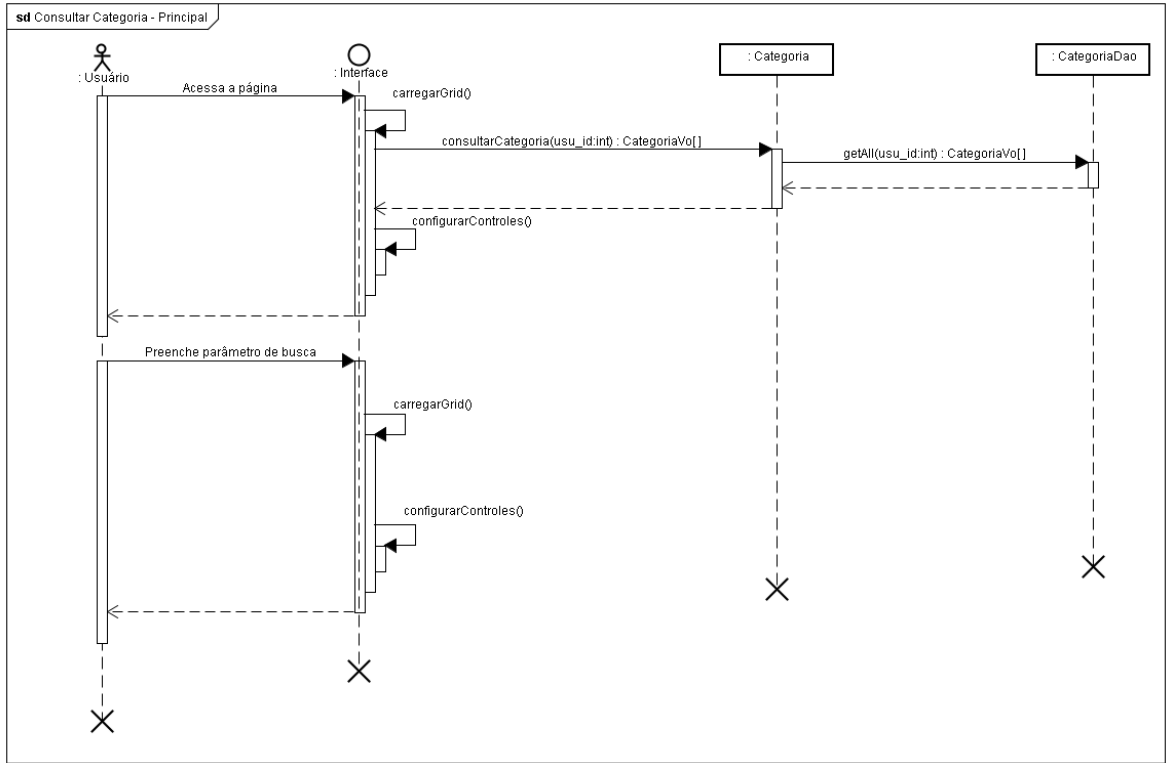 sd Consultar Categoria - Principal
: Usuário
: Interface
: Categoria
: CategoriaDao
Acessa a página
carregarGrid()
consultarCategoria(usu_id:int) : CategoriaVo[]
getAll(usu_id:int) : CategoriaVo[]
configurarControles()
Preenche parâmetro de busca
carregarGrid()
configurarControles()